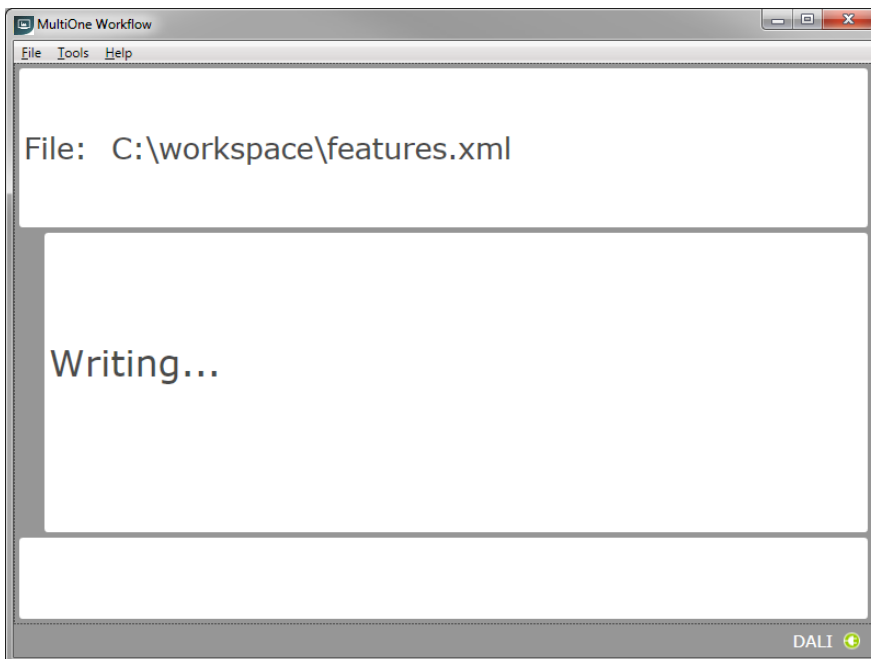 MultiOne Workflow
File Tools Help
File: C:\workspace\features.xml
Writing...
DALI